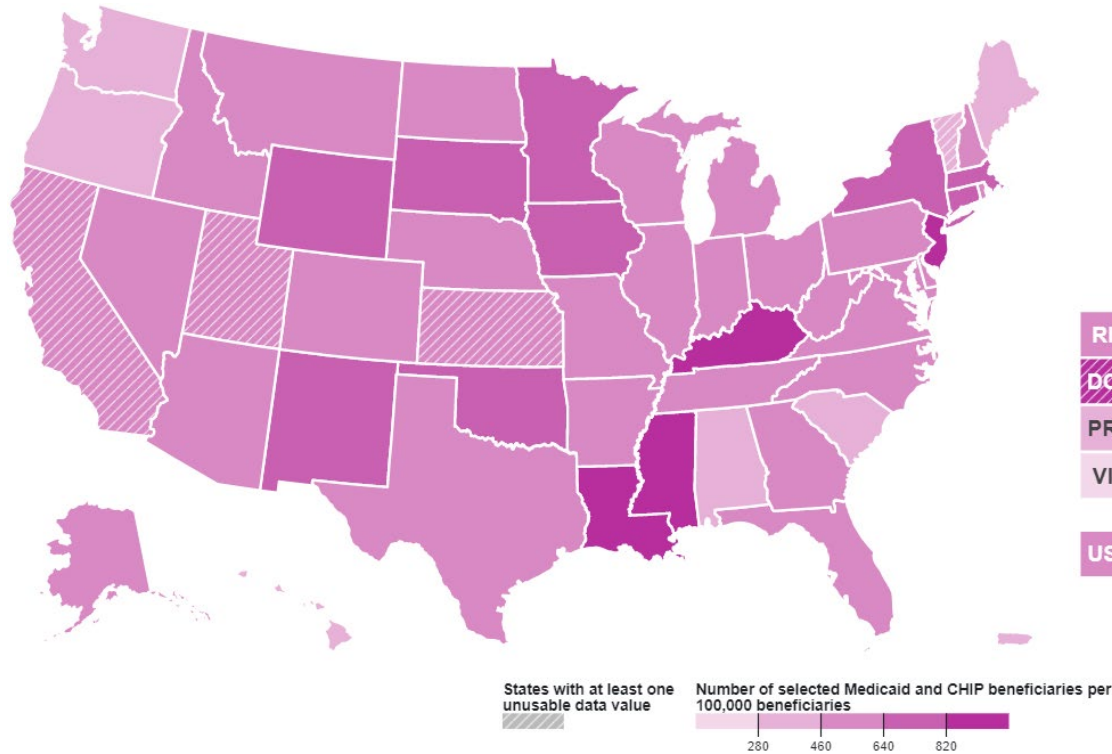 RI
DC
PR
VI
US
States with at least one
unusable data value
Number of selected Medicaid and CHIP beneficiaries per
100,000 beneficiaries
280 460 640 820